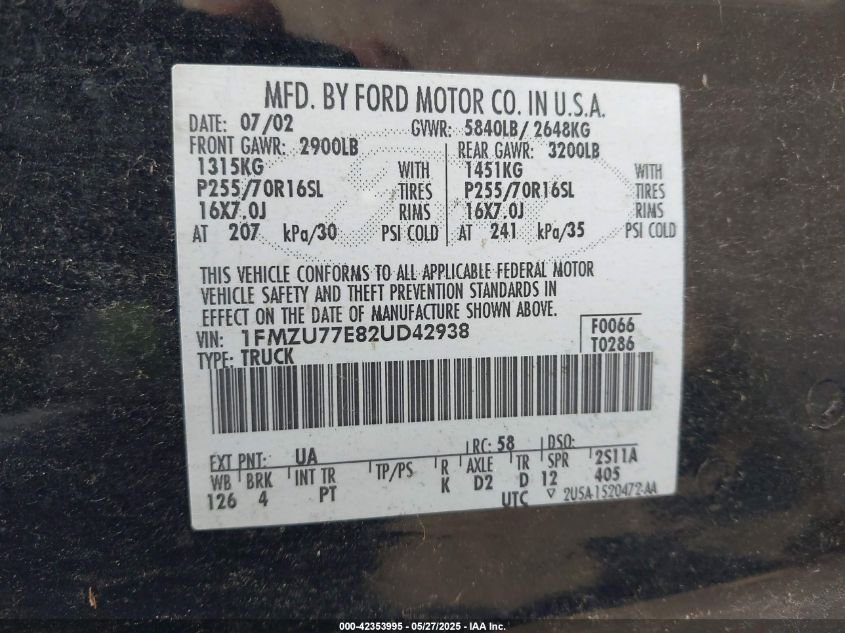 MFD. BY FORD MOTOR CO. IN U.S.A.
DATE: 07/02 GVWR: 5840LB/ 2648KG
FRONT GAWR: 2900LB REAR GAWR: 3200LB
1315KG WITH 1451KG WITH
P255/70R16SL TIRES P255/70R16SL TIRES
16X7.0J RIMS 16X7.0J RIMS
AT 207 kPa/30 PSI COLD AT 241 kPa/35 PSI COLD
THIS VEHICLE CONFORMS TO ALL APPLICABLE FEDERAL MOTOR
VEHICLE SAFETY AND THEFT PREVENTION STANDARDS IN
EFFECT ON THE DATE OF MANUFACTURE SHOWN ABOVE.
VIN: 1FMZU77E82UD42938 F0066
TYPE: TRUCK T0286
EXT PNT: UA RC: 58 DSO:
WB BRK INT TR TP/PS R AXLE TR SPR 2S11A
126 4 PT K D2 D 12 405
UTC ▽ 2U5A-1520472-AA
000-42353995 - 05/27/2025 - IAA Inc.